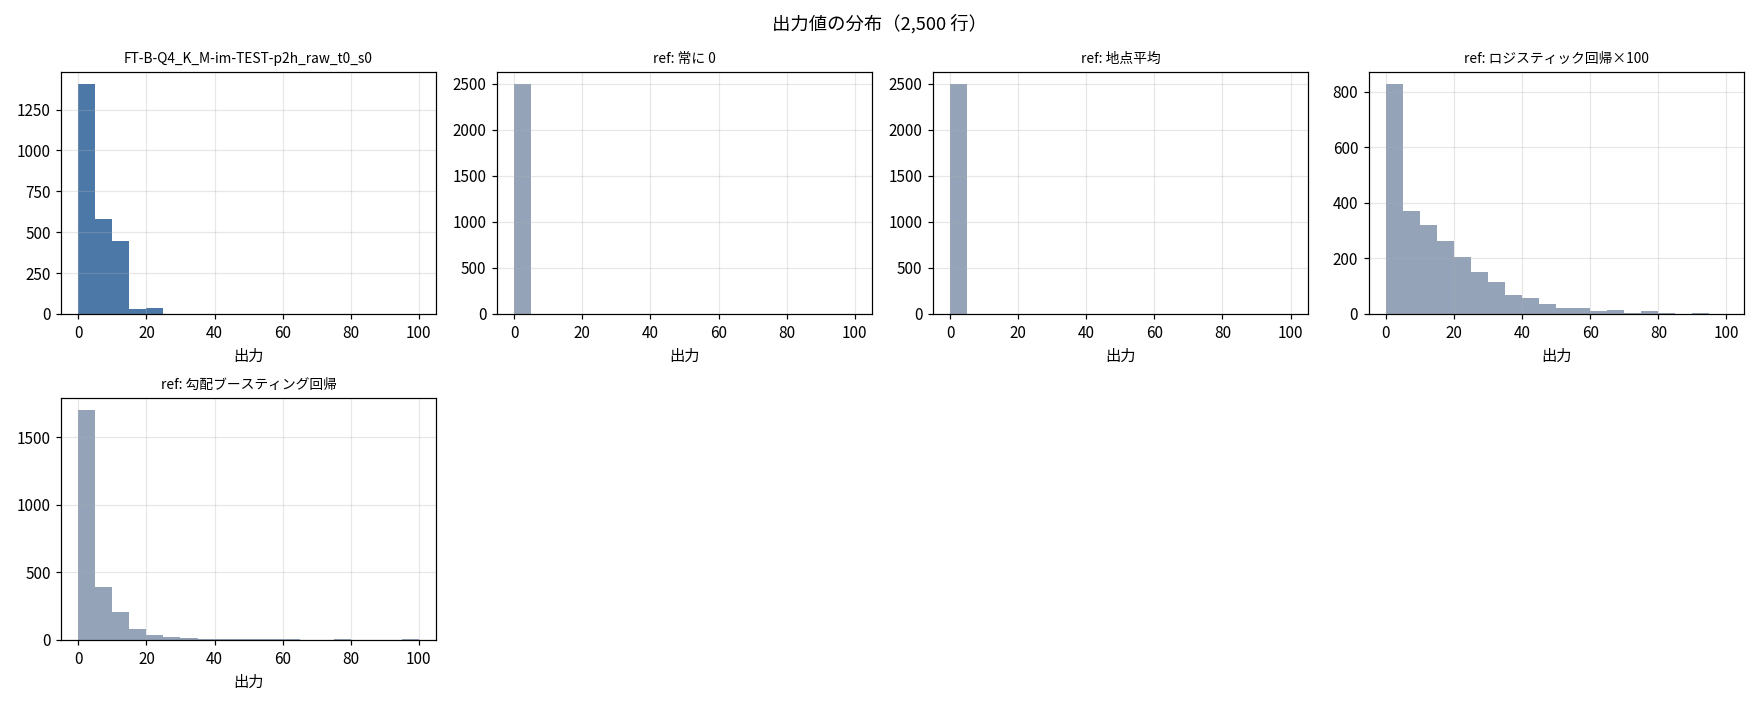 出力値の分布（2,500 行）
FT-B-Q4_K_M-im-TEST-p2h_raw_t0_s0
1250
1000
750
500
250
0
0 20 40 60 80 100
出力
ref: 常に 0
2500
2000
1500
1000
500
0
0 20 40 60 80 100
出力
ref: 地点平均
2500
2000
1500
1000
500
0
0 20 40 60 80 100
出力
ref: ロジスティック回帰×100
800
600
400
200
0
0 20 40 60 80 100
出力
ref: 勾配ブースティング回帰
1500
1000
500
0
0 20 40 60 80 100
出力